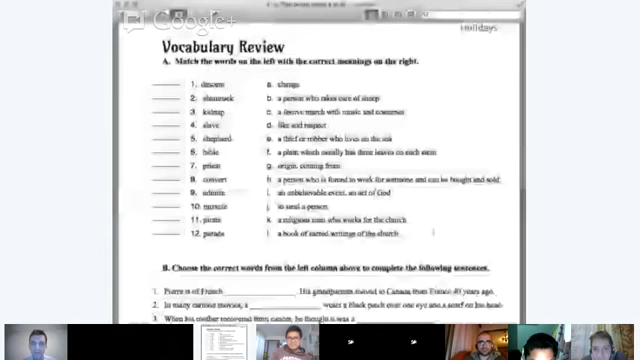 Google+
Holidays
Vocabulary Review
A. Match the words on the left with the correct meanings on the right.
1. descent a. change
2. shamrock b. a person who takes care of sheep
3. kidnap c. a festive march with music and costumes
4. slave d. like and respect
5. shepherd e. a thief or robber who lives on the sea
6. bible f. a plant which usually has three leaves on each stem
7. priest g. origin, coming from
8. convert h. a person who is forced to work for someone and can be bought and sold
9. admire i. an unbelievable event, an act of God
10. miracle j. to steal a person
11. pirate k. a religious man who works for the church
12. parade l. a book of sacred writings of the church
B. Choose the correct words from the left column above to complete the following sentences.
1. Pierre is of French ____________. His grandparents moved to Canada from France 40 years ago.
2. In many cartoon movies, a ____________ wears a black patch over one eye and a scarf on his head.
3. When his mother recovered from cancer, he thought it was a ____________